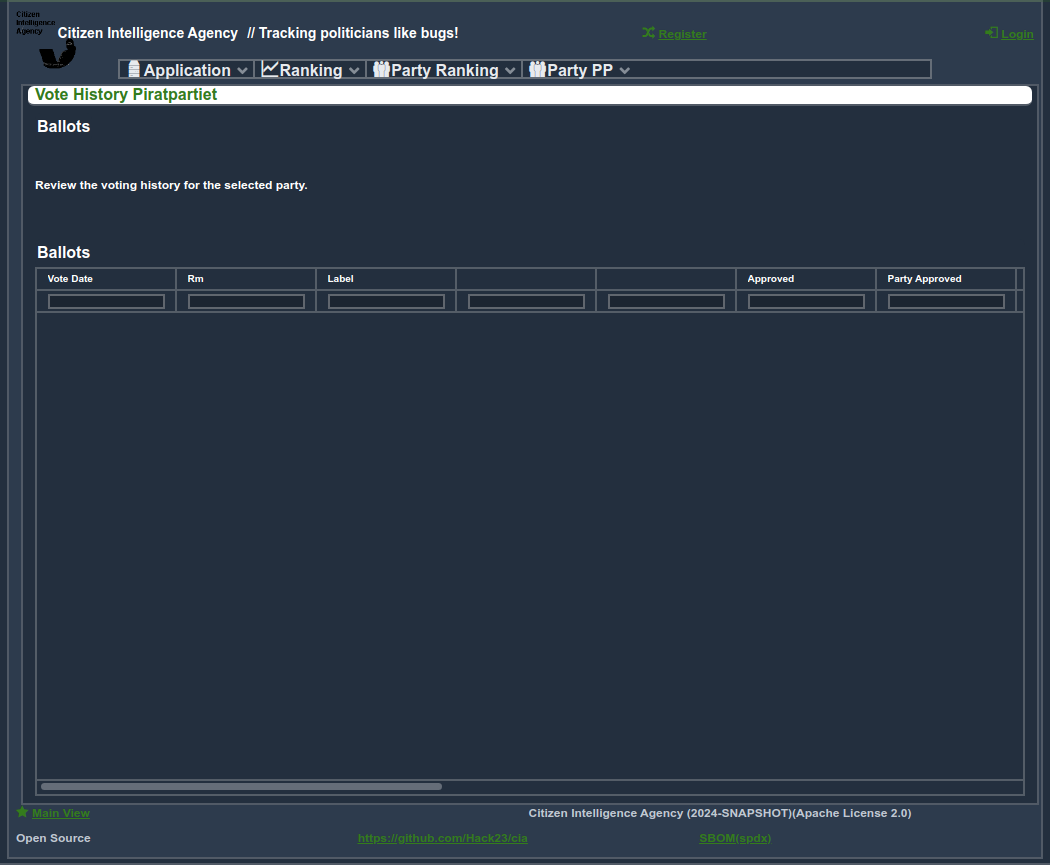 Citizen
Intelligence
Agency
Citizen Intelligence Agency // Tracking politicians like bugs!
Register
Login
Application
Ranking
Party Ranking
Party PP
Vote History Piratpartiet
Ballots
Review the voting history for the selected party.
Ballots
Vote Date
Rm
Label
Approved
Party Approved
Main View
Citizen Intelligence Agency (2024-SNAPSHOT)(Apache License 2.0)
Open Source
https://github.com/Hack23/cia
SBOM(spdx)